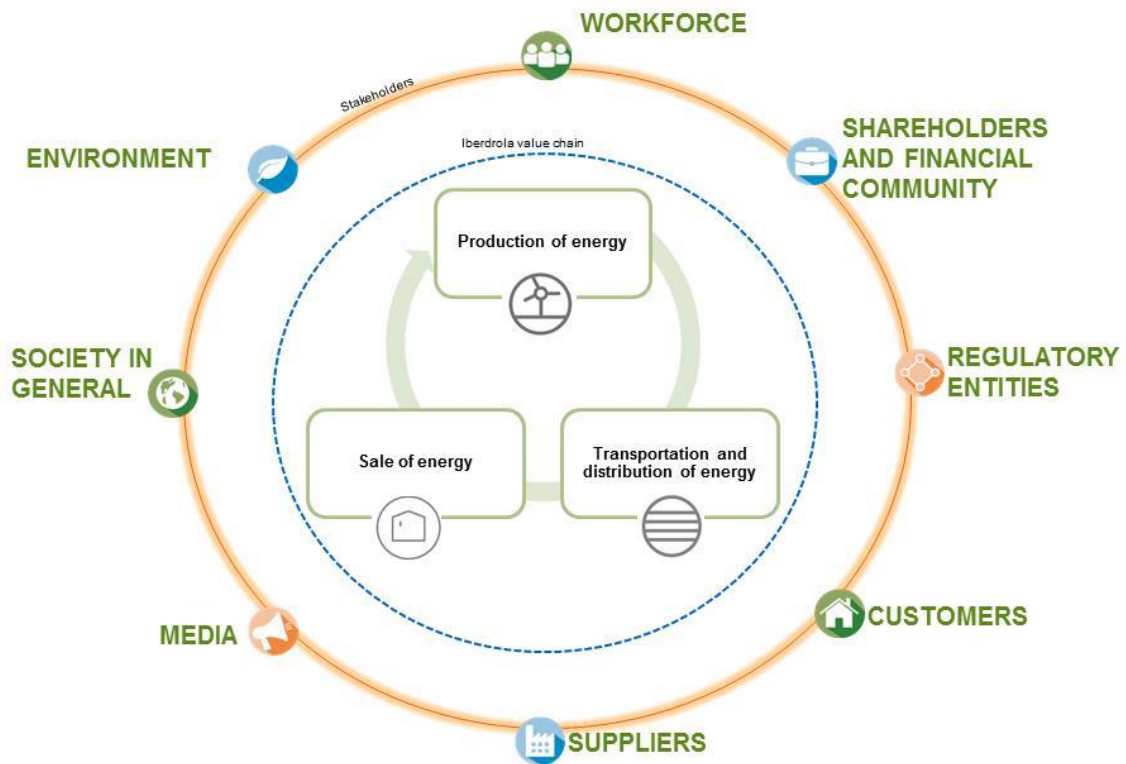 WORKFORCE
Stakeholders
ENVIRONMENT
SHAREHOLDERS
AND FINANCIAL
COMMUNITY
Iberdrola value chain
Production of energy
SOCIETY IN
GENERAL
REGULATORY
ENTITIES
Sale of energy
Transportation and
distribution of energy
MEDIA
CUSTOMERS
SUPPLIERS